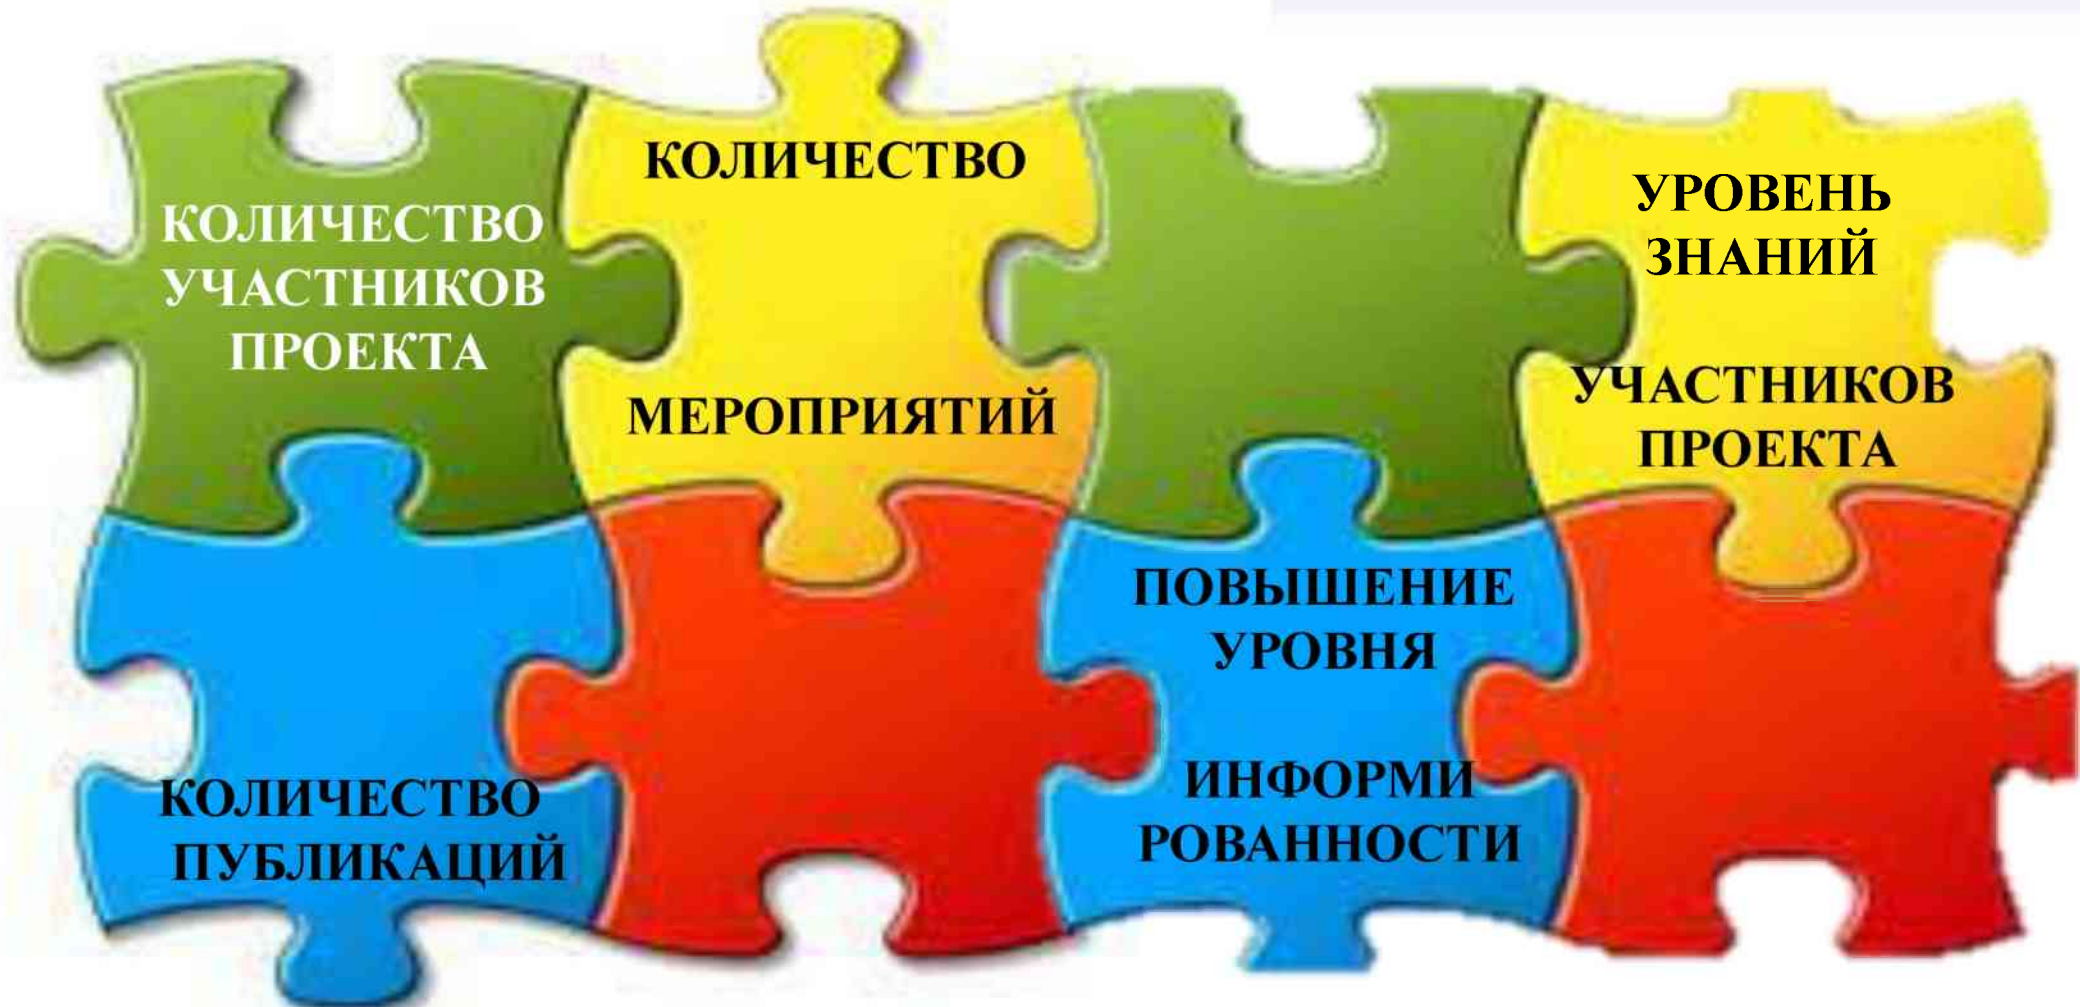 КОЛИЧЕСТВО
УЧАСТНИКОВ
ПРОЕКТА
КОЛИЧЕСТВО
МЕРОПРИЯТИЙ
УРОВЕНЬ
ЗНАНИЙ
УЧАСТНИКОВ
ПРОЕКТА
КОЛИЧЕСТВО
ПУБЛИКАЦИЙ
ПОВЫШЕНИЕ
УРОВНЯ
ИНФОРМИ
РОВАННОСТИ